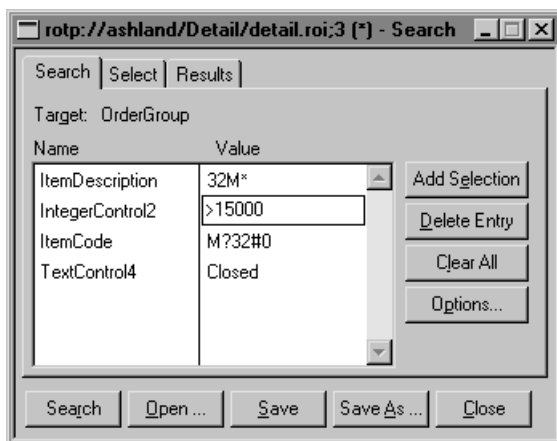 rotp://ashland/Detail/detail.roi;3 (*) - Search
Search Select Results
Target: OrderGroup
Name Value
ItemDescription 32M*
Add Selection
IntegerControl2 >15000
Delete Entry
ItemCode M?32#0
Clear All
TextControl4 Closed
Options...
Search Open ... Save Save As ... Close